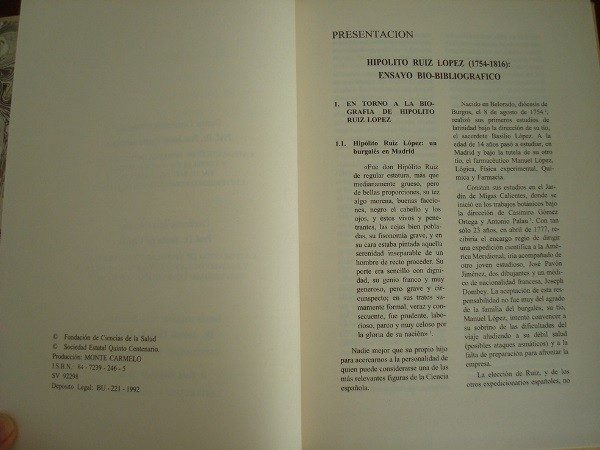 © Fundación de Ciencias de la Salud
© Sociedad Estatal Quinto Centenario.
Producción: MONTE CARMELO
I.S.B.N. 84 - 7239 - 246 - 5
SV 92298
Depósito Legal: BU - 221 - 1992
PRESENTACION
HIPOLITO RUIZ LOPEZ (1754-1816):
ENSAYO BIO-BIBLIOGRAFICO
1. EN TORNO A LA BIO-
GRAFIA DE HIPOLITO
RUIZ LOPEZ
1.1. Hipólito Ruiz López: un
burgalés en Madrid
«Fue don Hipólito Ruiz
de regular estatura, más que
medianamente grueso, pero
de bellas proporciones, su tez
algo morena, buenas faccio-
nes, negro el cabello y los
ojos, y éstos vivos y pene-
trantes, las cejas bien pobla-
das, su fisonomía grave, y en
su cara estaba pintada aquella
serenidad inseparable de un
hombre de recto proceder. Su
porte era sencillo con digni-
dad, su genio franco y muy
generoso, pero grave y cir-
cunspecto; en sus tratos su-
mamente formal, veraz y con-
secuente, fue prudente, labo-
rioso, parco y muy celoso por
la gloria de su nación»
Nadie mejor que su propio hijo
para acercarnos a la personalidad de
quien puede considerarse una de las
más relevantes figuras de la Ciencia
española.
Nacido en Belorado, diócesis de
Burgos, el 8 de agosto de 1754
realizó sus primeros estudios de
latinidad bajo la dirección de su tío,
el sacerdote Basilio López. A la
edad de 14 años pasó a estudiar, en
Madrid y bajo la tutela de su otro
tío, el farmacéutico Manuel López,
Lógica, Física experimental, Quí-
mica y Farmacia.
Constan sus estudios en el Jar-
dín de Migas Calientes, donde se
inició en los trabajos botánicos bajo
la dirección de Casimiro Gómez
Ortega y Antonio Palau. Con tan
sólo 23 años, en abril de 1777,
recibiría el encargo regio de dirigir
una expedición científica a la Amé-
rica Meridional; iría acompañado de
otro joven estudioso, José Pavón
Jiménez, dos dibujantes y un médi-
co de nacionalidad francesa, Joseph
Dombey. La aceptación de esta res-
ponsabilidad no fue muy del agrado
de la familia del burgalés, su tío,
Manuel López, intentó convencer a
su sobrino de las dificultades del
viaje aludiendo a su débil salud
(posibles ataques asmáticos) y a la
falta de preparación para afrontar la
empresa.
La elección de Ruiz, y de los
otros expedicionarios españoles, no